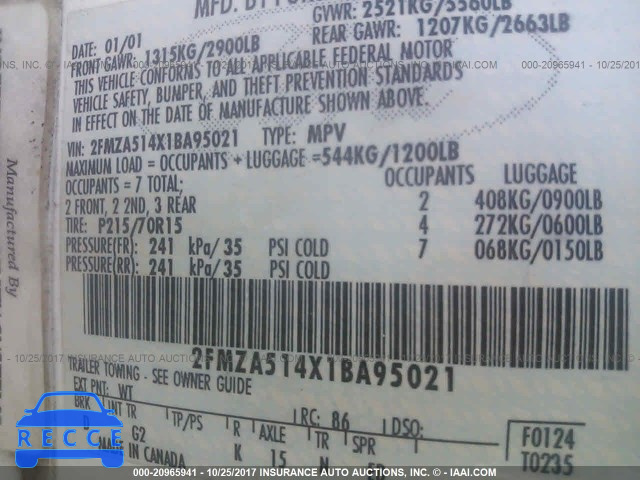 MFD. BY FOR
GVWR: 2521KG/5560LB
DATE: 01/01
REAR GAWR: 1207KG/2663LB
FRONT GAWR: 1315KG/2900LB
THIS VEHICLE CONFORMS TO ALL APPLICABLE FEDERAL MOTOR
VEHICLE SAFETY, BUMPER, AND THEFT PREVENTION STANDARDS
IN EFFECT ON THE DATE OF MANUFACTURE SHOWN ABOVE.
VIN: 2FMZA514X1BA95021 TYPE: MPV
MAXIMUM LOAD = OCCUPANTS + LUGGAGE =544KG/1200LB
OCCUPANTS = 7 TOTAL;
2 FRONT, 2 2ND, 3 REAR
OCCUPANTS LUGGAGE
2 408KG/0900LB
4 272KG/0600LB
7 068KG/0150LB
TIRE: P215/70R15
PRESSURE(FR): 241 kPa/35 PSI COLD
PRESSURE(RR): 241 kPa/35 PSI COLD
2FMZA514X1BA95021
TRAILER TOWING - SEE OWNER GUIDE
EXT PNT: WT RC: 86 DSO:
BRK INT TR TP/PS R AXLE TR SPR
G2 K 15 N
MADE IN CANADA
F0124
T0235
Manufactured By
RECE
000-20965941 - 10/25/2017 INSURANCE AUTO AUCTIONS, INC. - © IAAI.COM